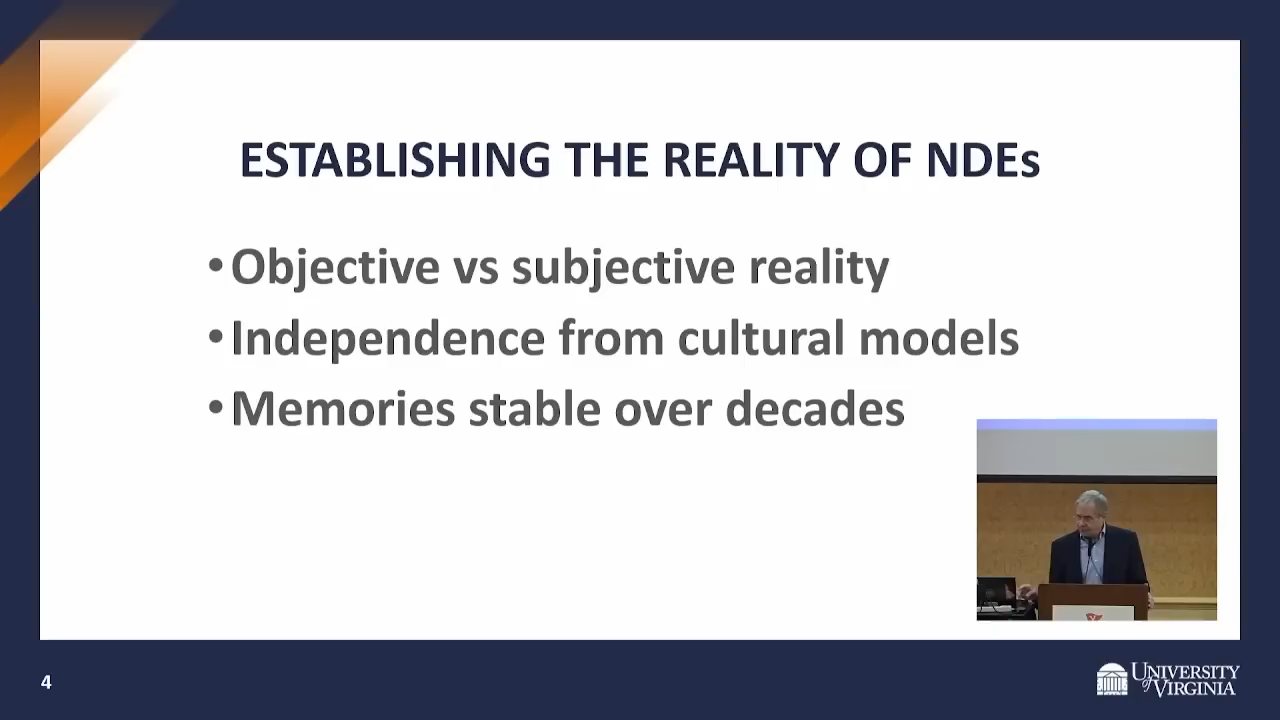 ESTABLISHING THE REALITY OF NDEs
•Objective vs subjective reality
•Independence from cultural models
•Memories stable over decades
4
UNIVERSITY
of VIRGINIA